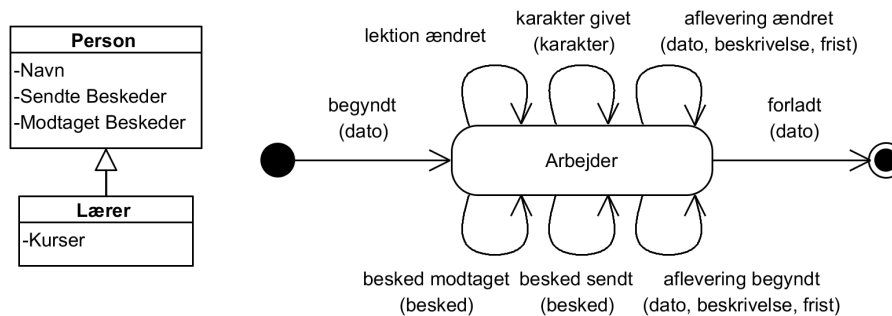 Person
-Navn
-Sendte Beskeder
-Modtaget Beskeder
Lærer
-Kurser
lektion ændret
karakter givet
(karakter)
aflevering ændret
(dato, beskrivelse, frist)
begyndt
(dato)
Arbejder
forladt
(dato)
besked modtaget
(besked)
besked sendt
(besked)
aflevering begyndt
(dato, beskrivelse, frist)